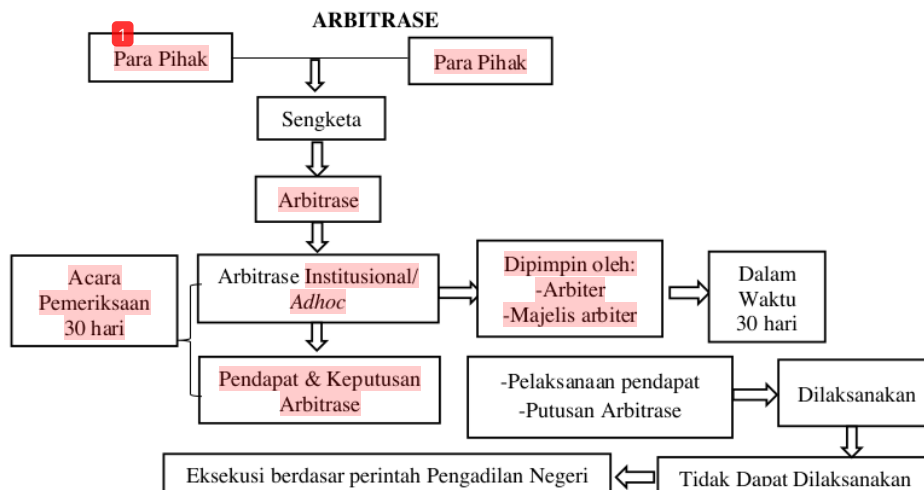 ARBITRASE
1
Para Pihak
Para Pihak
Sengketa
Arbitrase
Acara
Pemeriksaan
30 hari
Arbitrase Institusional/
Adhoc
Dipimpin oleh:
-Arbiter
-Majelis arbiter
Dalam
Waktu
30 hari
Pendapat & Keputusan
Arbitrase
-Pelaksanaan pendapat
-Putusan Arbitrase
Dilaksanakan
Eksekusi berdasar perintah Pengadilan Negeri
Tidak Dapat Dilaksanakan